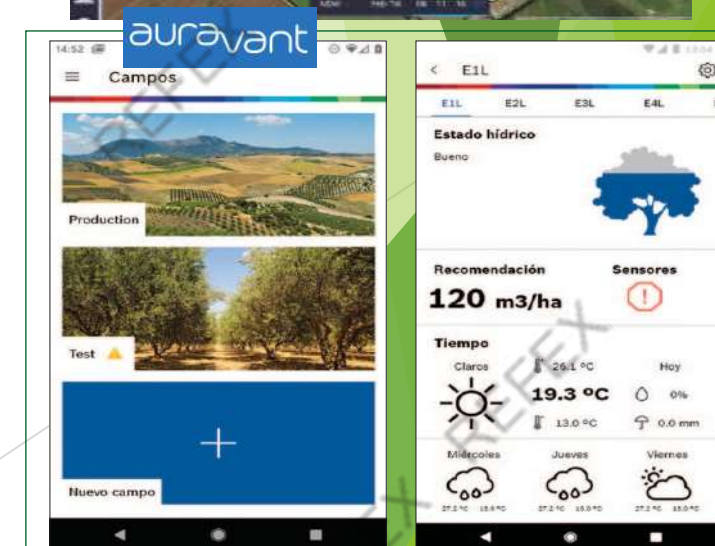 auravant
14:52
Campos
Production
Test
Nuevo campo
E1L
E1L E2L E3L E4L
Estado hídrico
Bueno
Recomendación Sensores
120 m3/ha
Tiempo
Claros 26.1 ºC Hoy
19.3 ºC 0%
13.0 ºC 0.0 mm
Miércoles Jueves Viernes
REFEX
REFEX